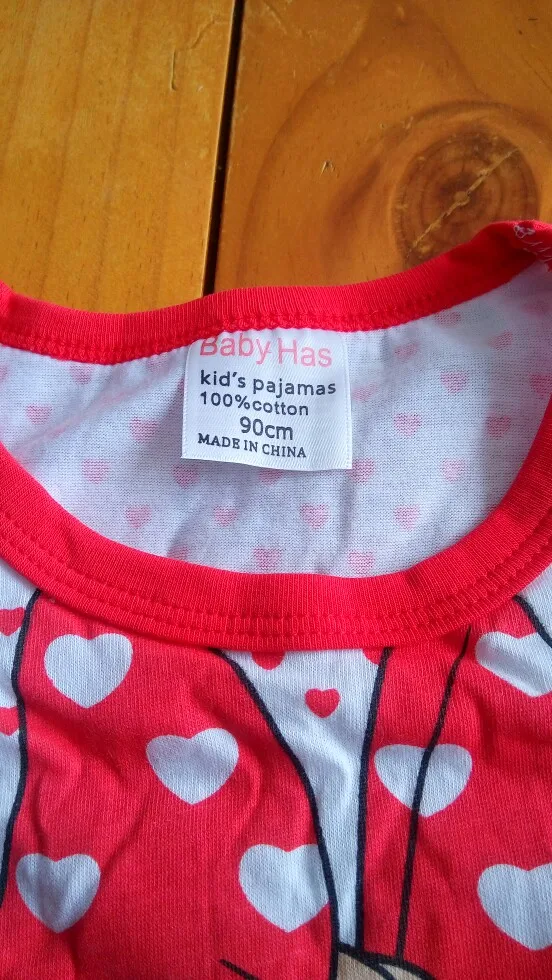 Baby Has
kid's pajamas
100%cotton
90cm
MADE IN CHINA